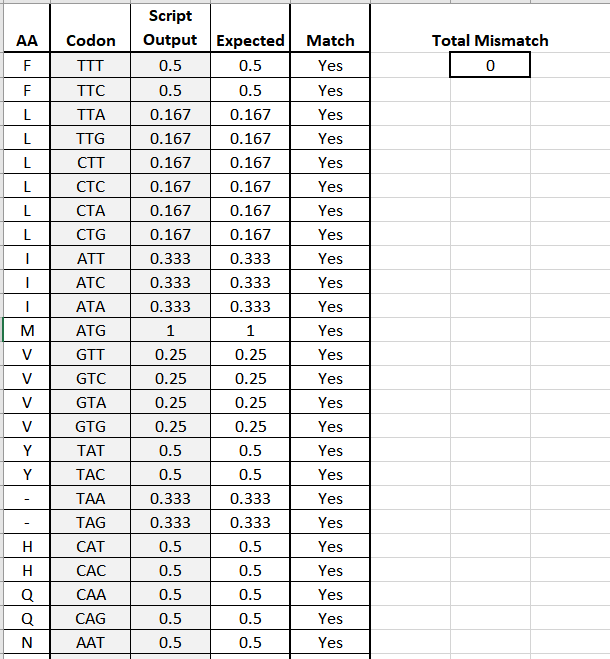 Script
AA Codon Output Expected Match Total Mismatch
F TTT 0.5 0.5 Yes 0
F TTC 0.5 0.5 Yes
L TTA 0.167 0.167 Yes
L TTG 0.167 0.167 Yes
L CTT 0.167 0.167 Yes
L CTC 0.167 0.167 Yes
L CTA 0.167 0.167 Yes
L CTG 0.167 0.167 Yes
I ATT 0.333 0.333 Yes
I ATC 0.333 0.333 Yes
I ATA 0.333 0.333 Yes
M ATG 1 1 Yes
V GTT 0.25 0.25 Yes
V GTC 0.25 0.25 Yes
V GTA 0.25 0.25 Yes
V GTG 0.25 0.25 Yes
Y TAT 0.5 0.5 Yes
Y TAC 0.5 0.5 Yes
- TAA 0.333 0.333 Yes
- TAG 0.333 0.333 Yes
H CAT 0.5 0.5 Yes
H CAC 0.5 0.5 Yes
Q CAA 0.5 0.5 Yes
Q CAG 0.5 0.5 Yes
N AAT 0.5 0.5 Yes